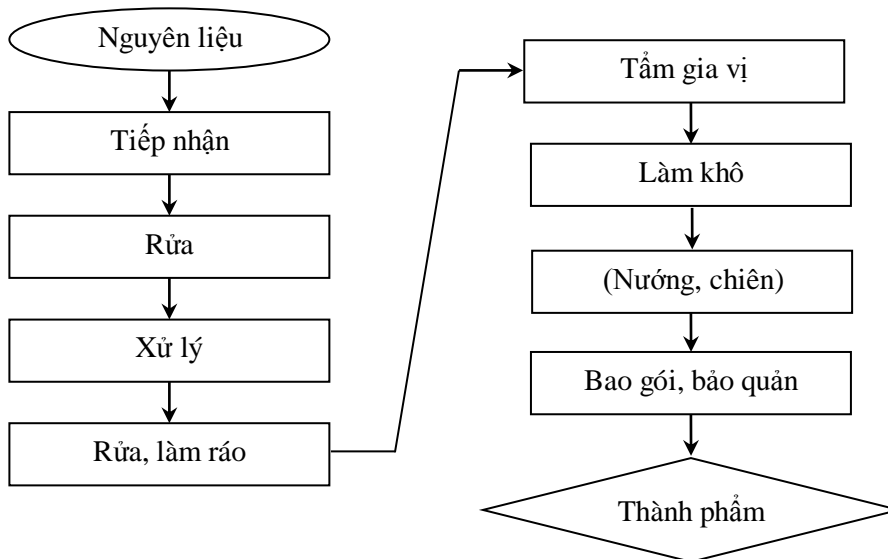 Nguyên liệu
Tiếp nhận
Rửa
Xử lý
Rửa, làm ráo
Tẩm gia vị
Làm khô
(Nướng, chiên)
Bao gói, bảo quản
Thành phẩm